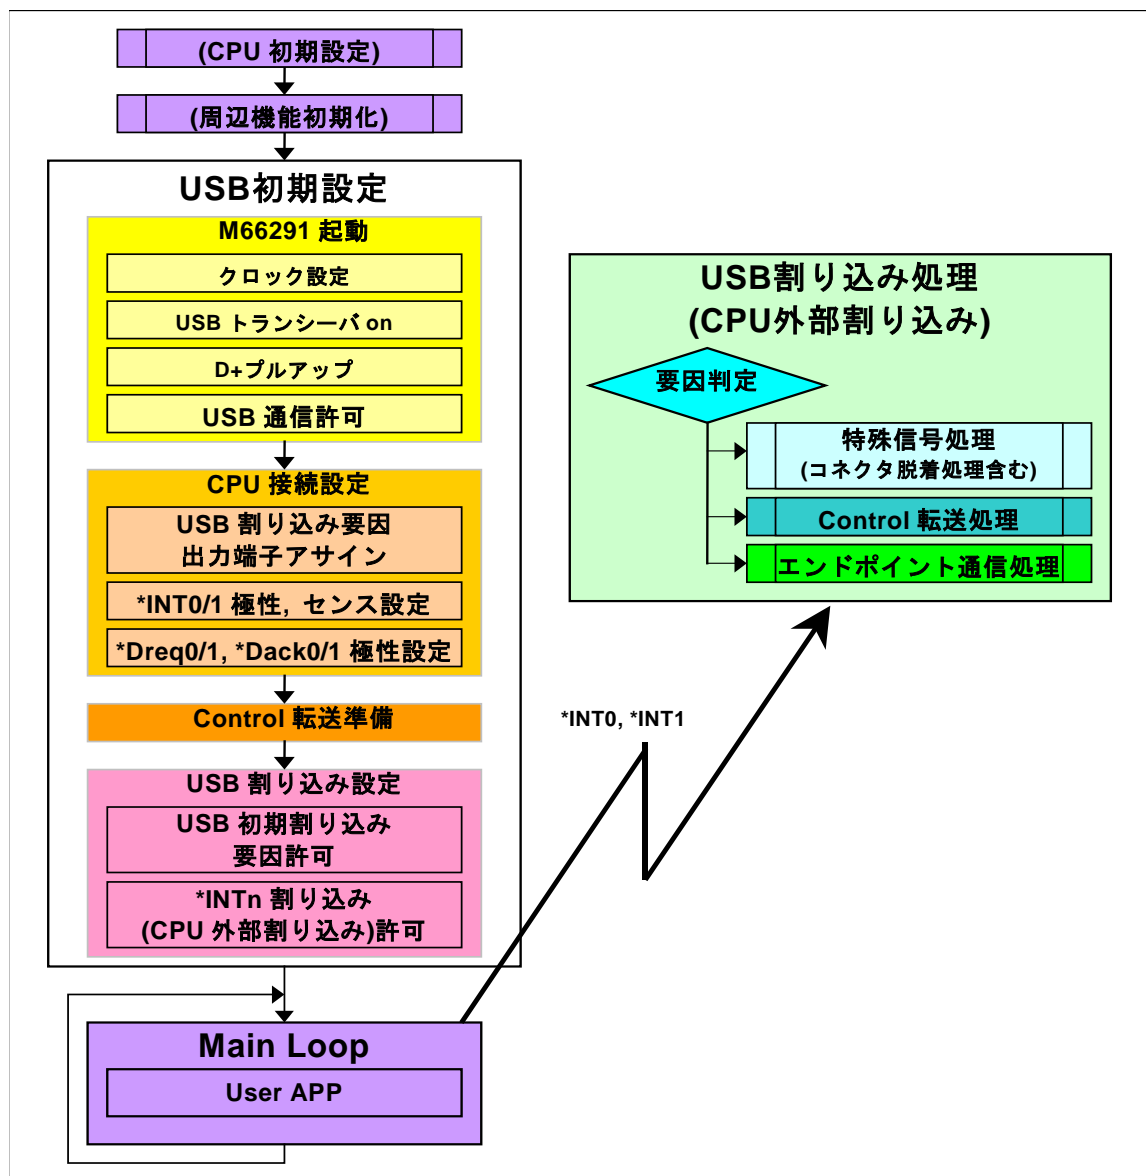 (CPU 初期設定)
(周辺機能初期化)
USB初期設定
M66291 起動
クロック設定
USB トランシーバ on
D+プルアップ
USB 通信許可
CPU 接続設定
USB 割り込み要因
出力端子アサイン
*INT0/1 極性, センス設定
*Dreq0/1, *Dack0/1 極性設定
Control 転送準備
USB 割り込み設定
USB 初期割り込み
要因許可
*INTn 割り込み
(CPU 外部割り込み)許可
Main Loop
User APP
*INT0, *INT1
USB割り込み処理
(CPU外部割り込み)
要因判定
特殊信号処理
(コネクタ脱着処理含む)
Control 転送処理
エンドポイント通信処理